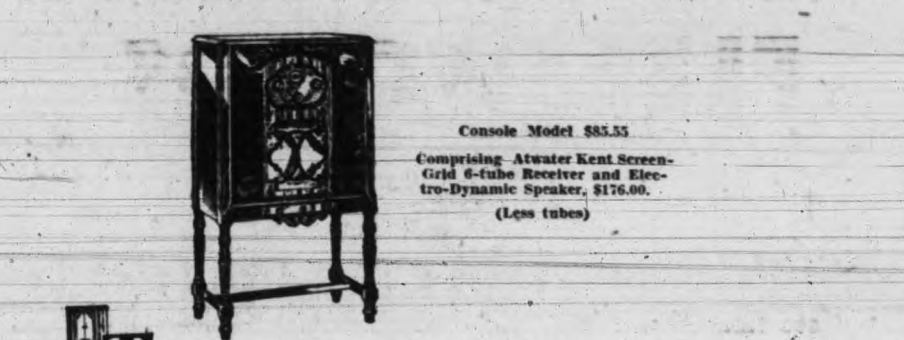 Console Model $85.55
Comprising Atwater Kent Screen-
Grid 6-tube Receiver and Elec-
tro-Dynamic Speaker, $176.00.
(Less tubes)